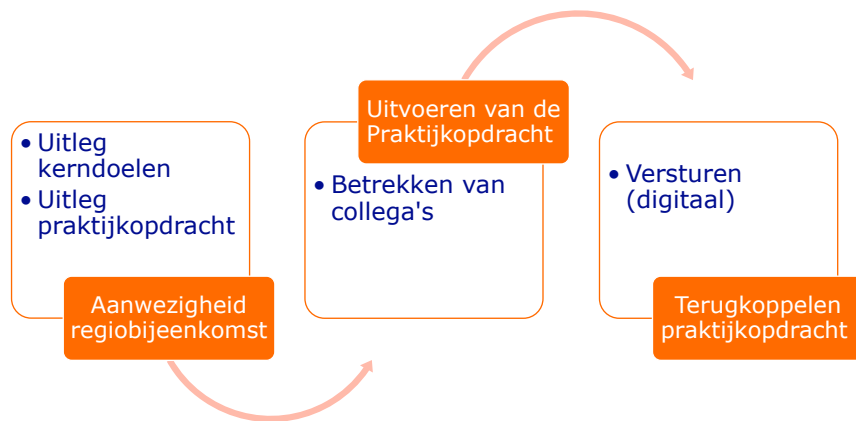 • Uitleg
kerndoelen
• Uitleg
praktijkopdracht
Aanwezigheid
regiobijeenkomst
Uitvoeren van de
Praktijkopdracht
• Betrekken van
collega's
• Versturen
(digitaal)
Terugkoppelen
praktijkopdracht